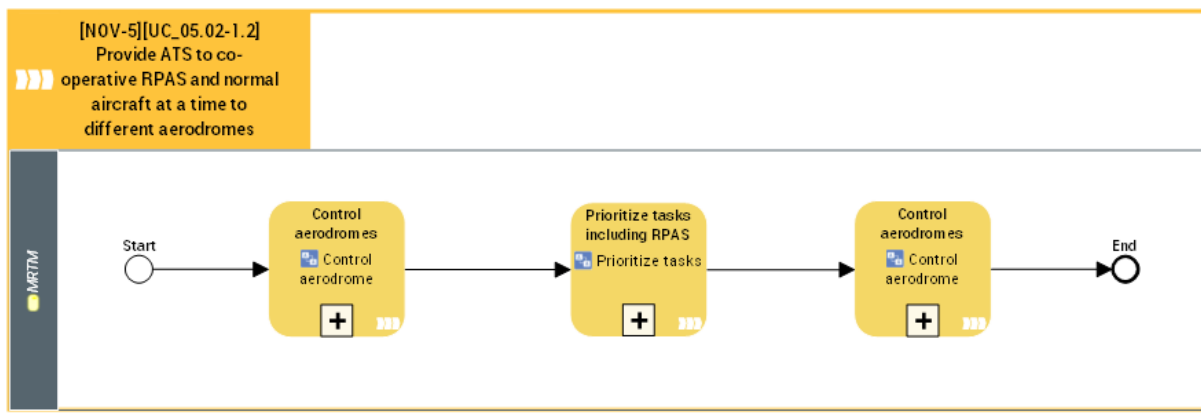 [NOV-5][UC_05.02-1.2]
Provide ATS to co-
operative RPAS and normal
aircraft at a time to
different aerodromes
MRTM
Start
Control
aerodromes
Control
aerodrome
Prioritize tasks
including RPAS
Prioritize tasks
Control
aerodromes
Control
aerodrome
End